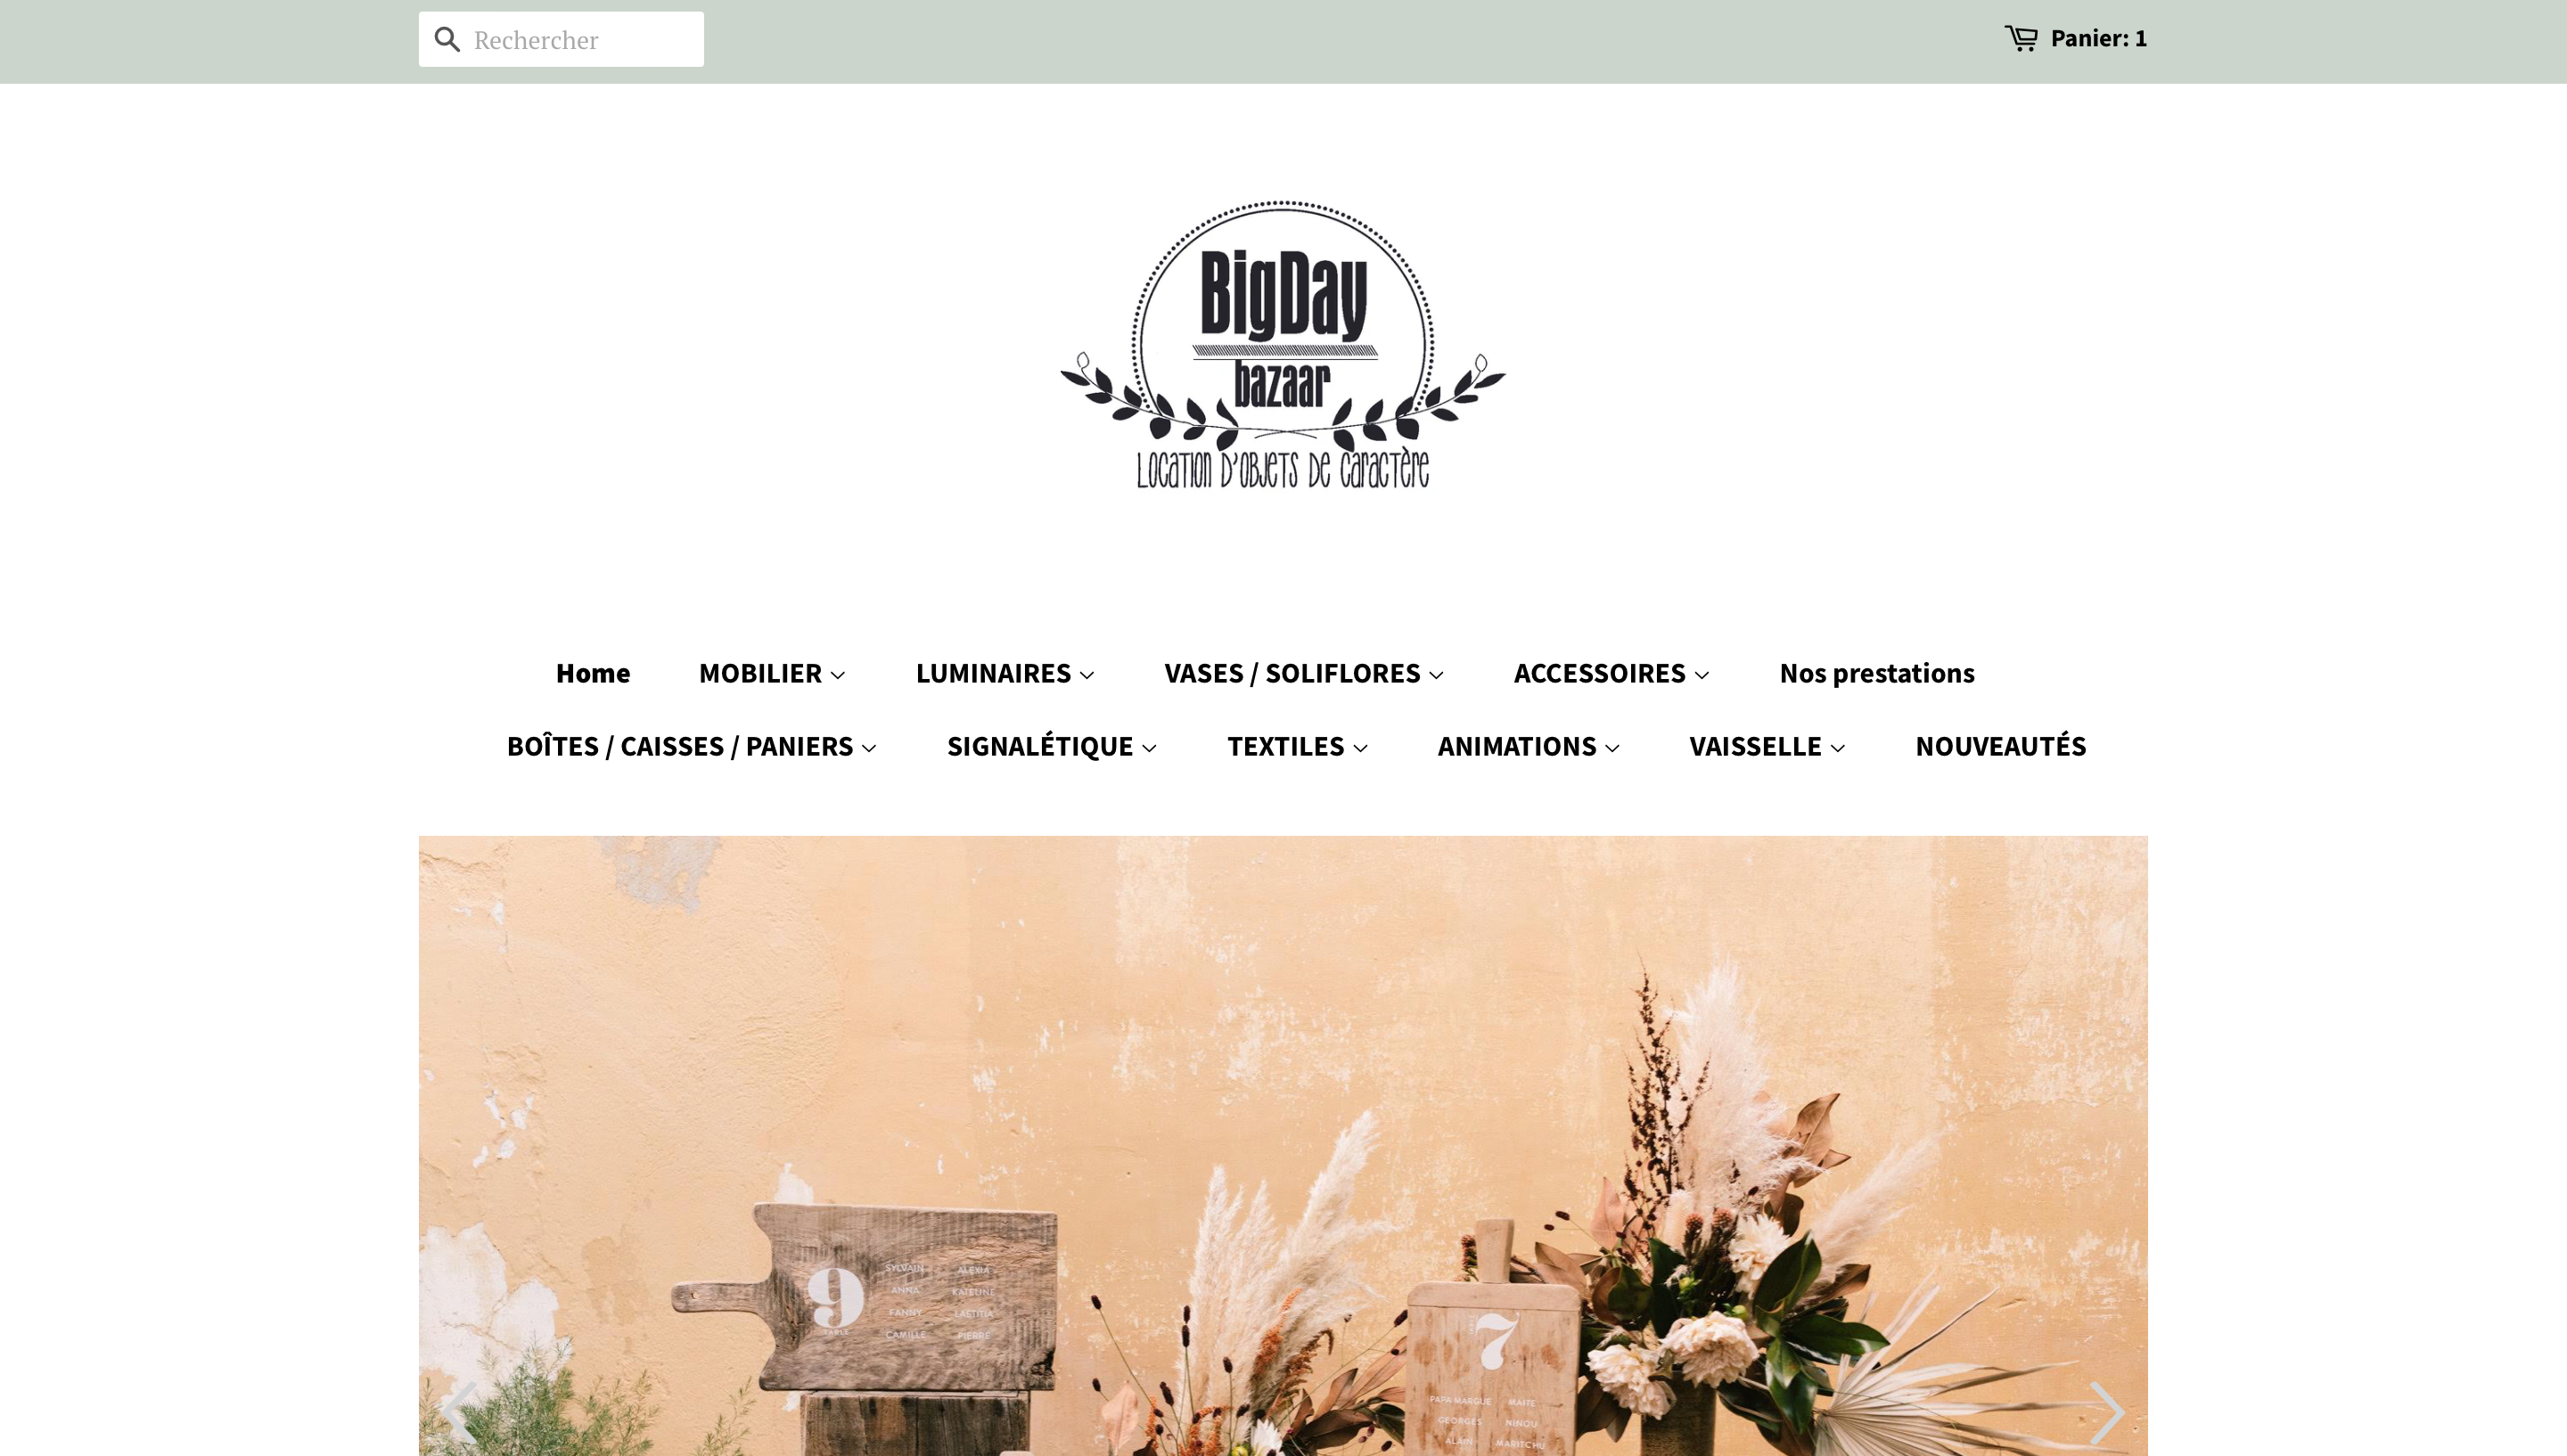 Rechercher
Panier: 1
BigDay
bazaar
LOCATION D'OBJETS DE CARACTÈRE
Home MOBILIER LUMINAIRES VASES / SOLIFLORES ACCESSOIRES Nos prestations
BOÎTES / CAISSES / PANIERS SIGNALÉTIQUE TEXTILES ANIMATIONS VAISSELLE NOUVEAUTÉS
9
TABLE
SYLVAIN ALEXIA
ANNA KATELINE
FANNY LAETITIA
CAMILLE PIERRE
7
PAPA MARGUE MAITE
GEORGES NINOU
ALAIN MARITCHU